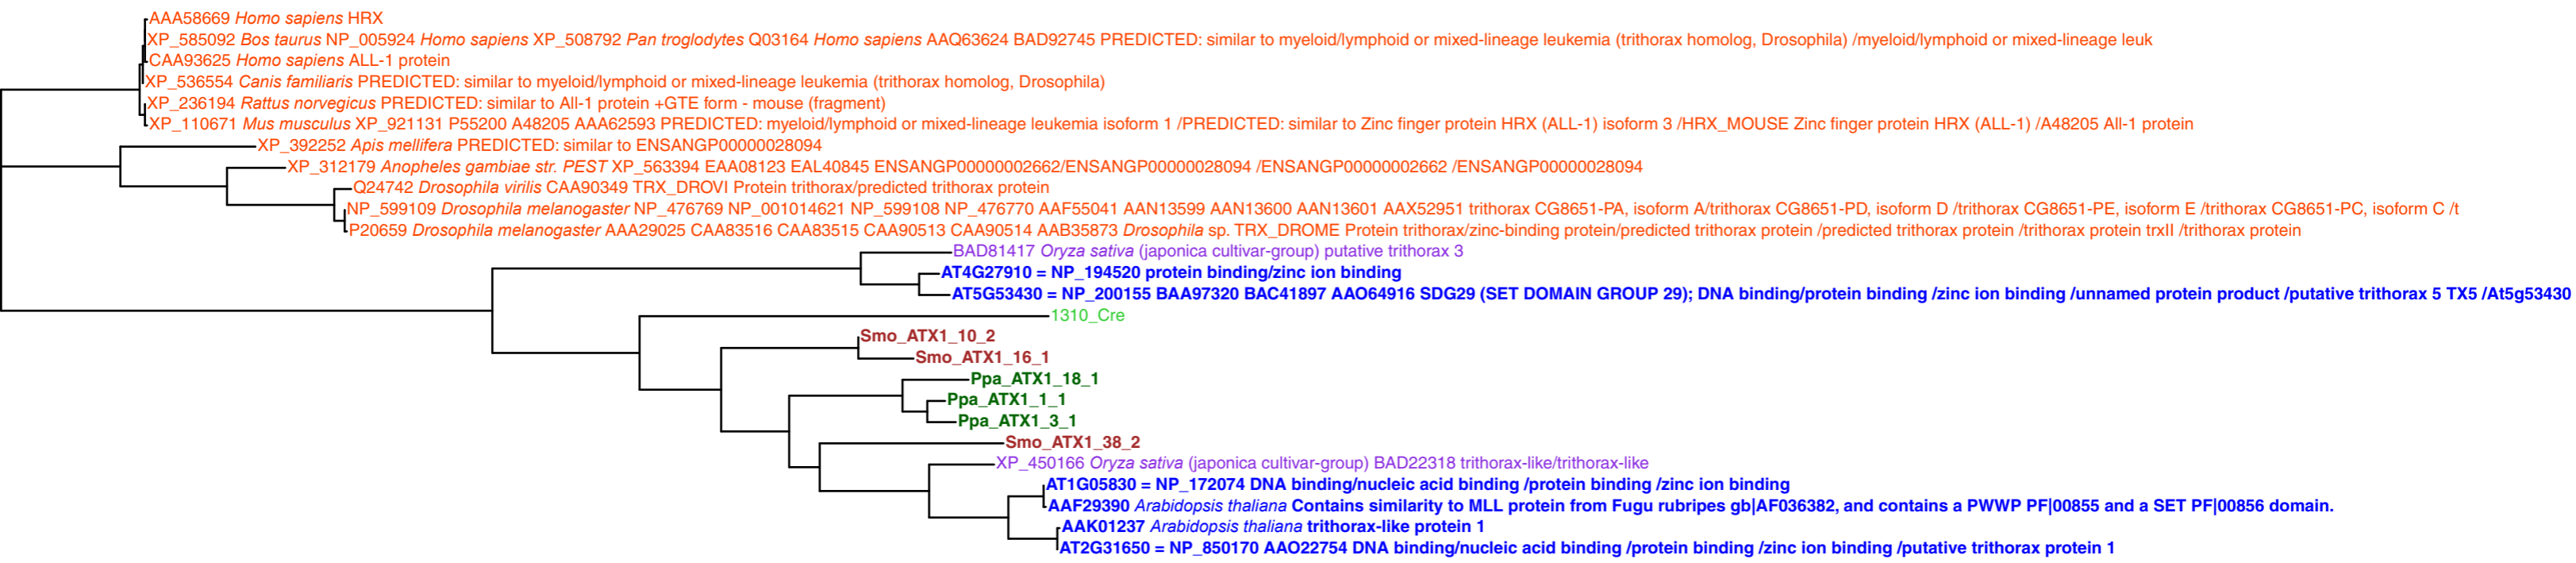 AAA58669 Homo sapiens HRX
XP_585092 Bos taurus NP_005924 Homo sapiens XP_508792 Pan troglodytes Q03164 Homo sapiens AAQ63624 BAD92745 PREDICTED: similar to myeloid/lymphoid or mixed-lineage leukemia (trithorax homolog, Drosophila) /myeloid/lymphoid or mixed-lineage leuk
CAA93625 Homo sapiens ALL-1 protein
XP_536554 Canis familiaris PREDICTED: similar to myeloid/lymphoid or mixed-lineage leukemia (trithorax homolog, Drosophila)
XP_236194 Rattus norvegicus PREDICTED: similar to All-1 protein +GTE form - mouse (fragment)
XP_110671 Mus musculus XP_921131 P55200 A48205 AAA62593 PREDICTED: myeloid/lymphoid or mixed-lineage leukemia isoform 1 /PREDICTED: similar to Zinc finger protein HRX (ALL-1) isoform 3 /HRX_MOUSE Zinc finger protein HRX (ALL-1) /A48205 All-1 protein
XP_392252 Apis mellifera PREDICTED: similar to ENSANGP00000028094
XP_312179 Anopheles gambiae str. PEST XP_563394 EAA08123 EAL40845 ENSANGP00000002662/ENSANGP00000028094 /ENSANGP00000002662 /ENSANGP00000028094
Q24742 Drosophila virilis CAA90349 TRX_DROVI Protein trithorax/predicted trithorax protein
NP_599109 Drosophila melanogaster NP_476769 NP_001014621 NP_599108 NP_476770 AAF55041 AAN13599 AAN13600 AAN13601 AAX52951 trithorax CG8651-PA, isoform A/trithorax CG8651-PD, isoform D /trithorax CG8651-PE, isoform E /trithorax CG8651-PC, isoform C /t
P20659 Drosophila melanogaster AAA29025 CAA83516 CAA83515 CAA90513 CAA90514 AAB35873 Drosophila sp. TRX_DROME Protein trithorax/zinc-binding protein/predicted trithorax protein /predicted trithorax protein /trithorax protein trxII /trithorax protein
BAD81417 Oryza sativa (japonica cultivar-group) putative trithorax 3
AT4G27910 = NP_194520 protein binding/zinc ion binding
AT5G53430 = NP_200155 BAA97320 BAC41897 AAO64916 SDG29 (SET DOMAIN GROUP 29); DNA binding/protein binding /zinc ion binding /unnamed protein product /putative trithorax 5 TX5 /At5g53430
1310_Cre
Smo_ATX1_10_2
Smo_ATX1_16_1
Ppa_ATX1_18_1
Ppa_ATX1_1_1
Ppa_ATX1_3_1
Smo_ATX1_38_2
XP_450166 Oryza sativa (japonica cultivar-group) BAD22318 trithorax-like/trithorax-like
AT1G05830 = NP_172074 DNA binding/nucleic acid binding /protein binding /zinc ion binding
AAF29390 Arabidopsis thaliana Contains similarity to MLL protein from Fugu rubripes gb|AF036382, and contains a PWWP PF|00855 and a SET PF|00856 domain.
AAK01237 Arabidopsis thaliana trithorax-like protein 1
AT2G31650 = NP_850170 AAO22754 DNA binding/nucleic acid binding /protein binding /zinc ion binding /putative trithorax protein 1